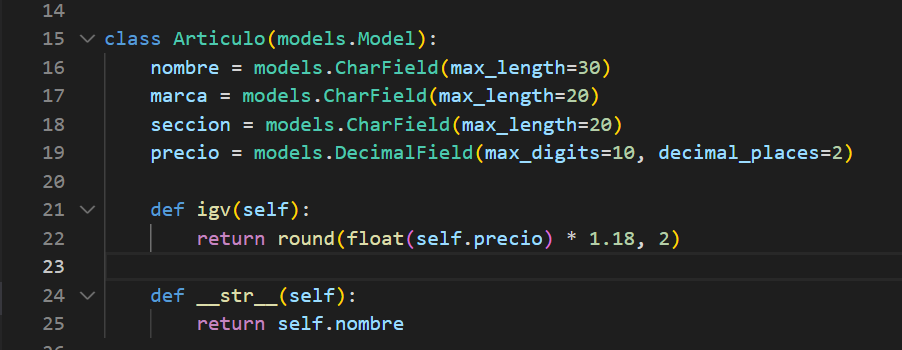 14
15 class Articulo(models.Model):
16     nombre = models.CharField(max_length=30)
17     marca = models.CharField(max_length=20)
18     seccion = models.CharField(max_length=20)
19     precio = models.DecimalField(max_digits=10, decimal_places=2)
20
21     def igv(self):
22         return round(float(self.precio) * 1.18, 2)
23
24     def __str__(self):
25         return self.nombre